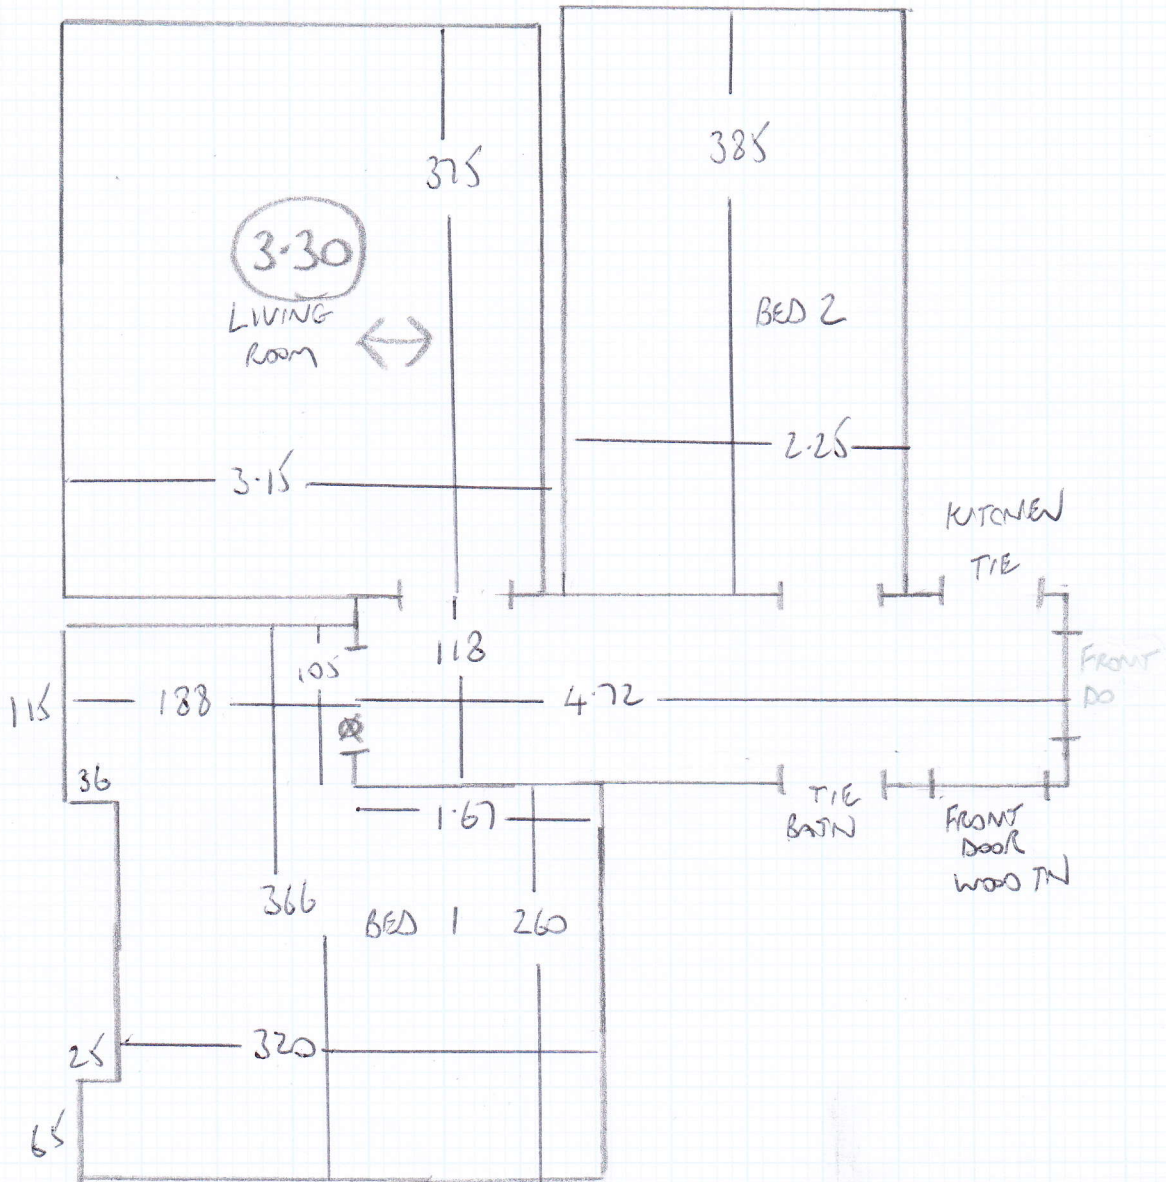 385
375
3.30
LIVING
ROOM
BED 2
2.25
3.15
KITCHEN
TIE
118
105
FRONT
DO
115
188
4.72
36
TIE
BATH
1.67
FRONT
DOOR
WOOD TN
366
BED 1
260
25
320
65